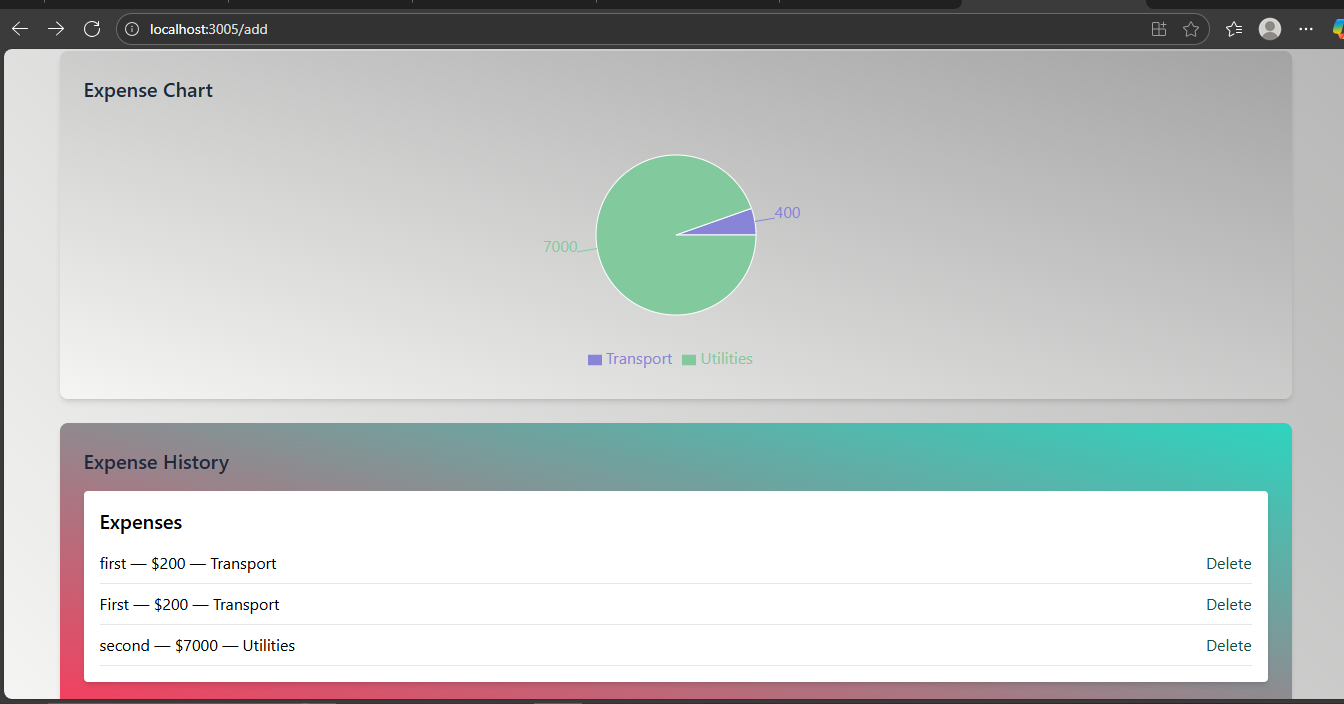 localhost:3005/add
Expense Chart
400
7000
Transport Utilities
Expense History
Expenses
first — $200 — Transport Delete
First — $200 — Transport Delete
second — $7000 — Utilities Delete